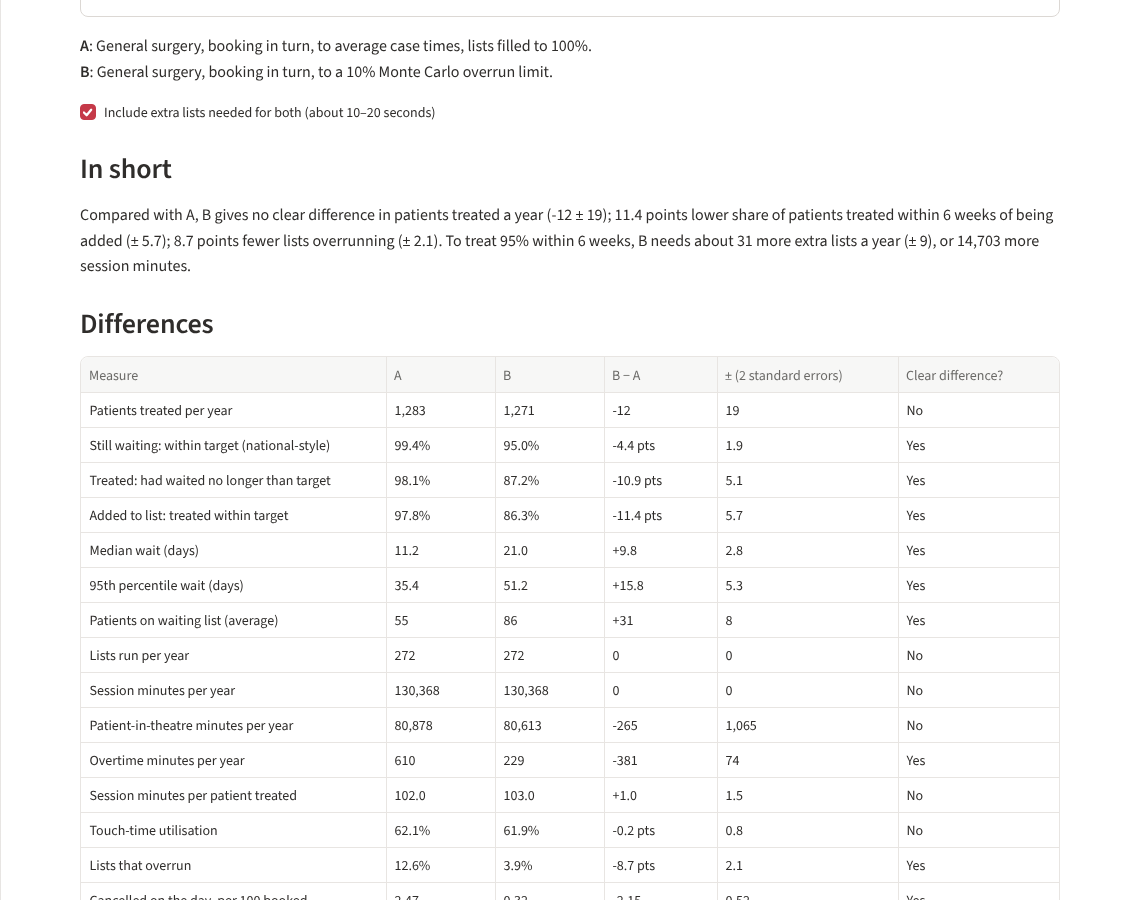 A: General surgery, booking in turn, to average case times, lists filled to 100%.
B: General surgery, booking in turn, to a 10% Monte Carlo overrun limit.
Include extra lists needed for both (about 10–20 seconds)
In short
Compared with A, B gives no clear difference in patients treated a year (-12 ± 19); 11.4 points lower share of patients treated within 6 weeks of being
added (± 5.7); 8.7 points fewer lists overrunning (± 2.1). To treat 95% within 6 weeks, B needs about 31 more extra lists a year (± 9), or 14,703 more
session minutes.
Differences
Measure A B B − A ± (2 standard errors) Clear difference?
Patients treated per year 1,283 1,271 -12 19 No
Still waiting: within target (national-style) 99.4% 95.0% -4.4 pts 1.9 Yes
Treated: had waited no longer than target 98.1% 87.2% -10.9 pts 5.1 Yes
Added to list: treated within target 97.8% 86.3% -11.4 pts 5.7 Yes
Median wait (days) 11.2 21.0 +9.8 2.8 Yes
95th percentile wait (days) 35.4 51.2 +15.8 5.3 Yes
Patients on waiting list (average) 55 86 +31 8 Yes
Lists run per year 272 272 0 0 No
Session minutes per year 130,368 130,368 0 0 No
Patient-in-theatre minutes per year 80,878 80,613 -265 1,065 No
Overtime minutes per year 610 229 -381 74 Yes
Session minutes per patient treated 102.0 103.0 +1.0 1.5 No
Touch-time utilisation 62.1% 61.9% -0.2 pts 0.8 No
Lists that overrun 12.6% 3.9% -8.7 pts 2.1 Yes
Cancelled on the day, per 100 booked